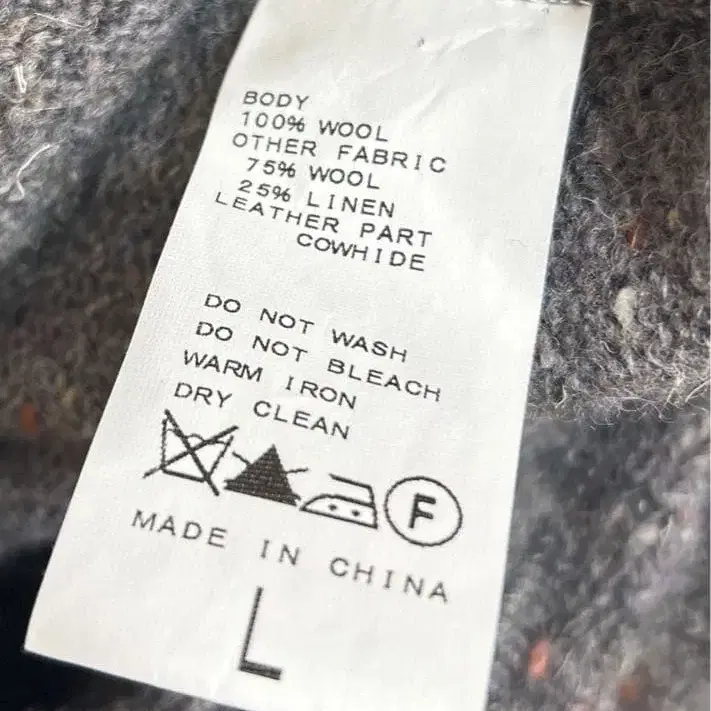 BODY
100% WOOL
OTHER FABRIC
75% WOOL
25% LINEN
LEATHER PART
COWHIDE
DO NOT WASH
DO NOT BLEACH
WARM IRON
DRY CLEAN
F
MADE IN CHINA
L